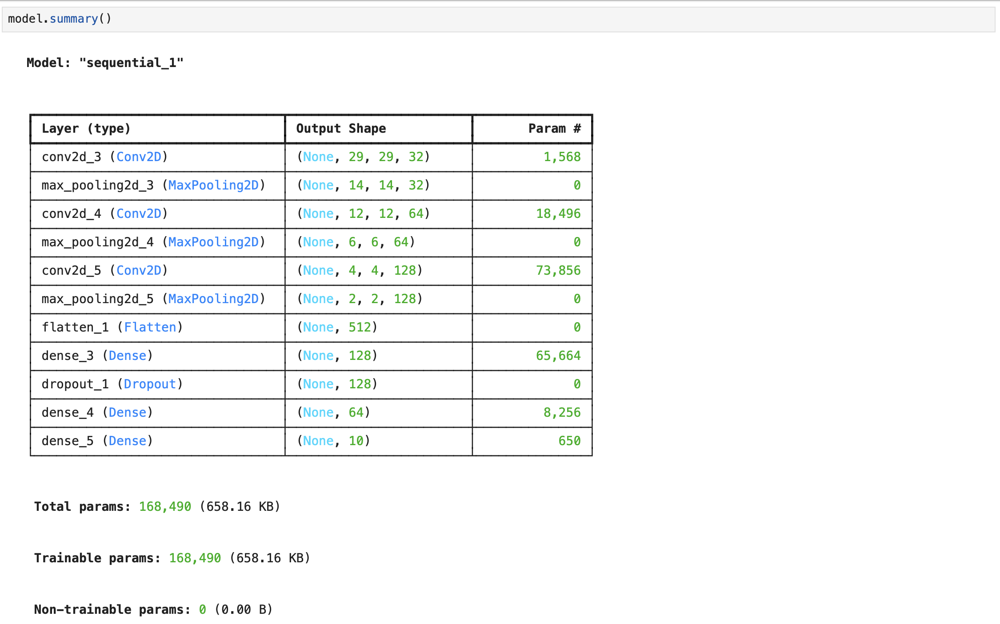 model.summary()
Model: "sequential_1"
Layer (type) Output Shape Param #
conv2d_3 (Conv2D) (None, 29, 29, 32) 1,568
max_pooling2d_3 (MaxPooling2D) (None, 14, 14, 32) 0
conv2d_4 (Conv2D) (None, 12, 12, 64) 18,496
max_pooling2d_4 (MaxPooling2D) (None, 6, 6, 64) 0
conv2d_5 (Conv2D) (None, 4, 4, 128) 73,856
max_pooling2d_5 (MaxPooling2D) (None, 2, 2, 128) 0
flatten_1 (Flatten) (None, 512) 0
dense_3 (Dense) (None, 128) 65,664
dropout_1 (Dropout) (None, 128) 0
dense_4 (Dense) (None, 64) 8,256
dense_5 (Dense) (None, 10) 650
Total params: 168,490 (658.16 KB)
Trainable params: 168,490 (658.16 KB)
Non-trainable params: 0 (0.00 B)